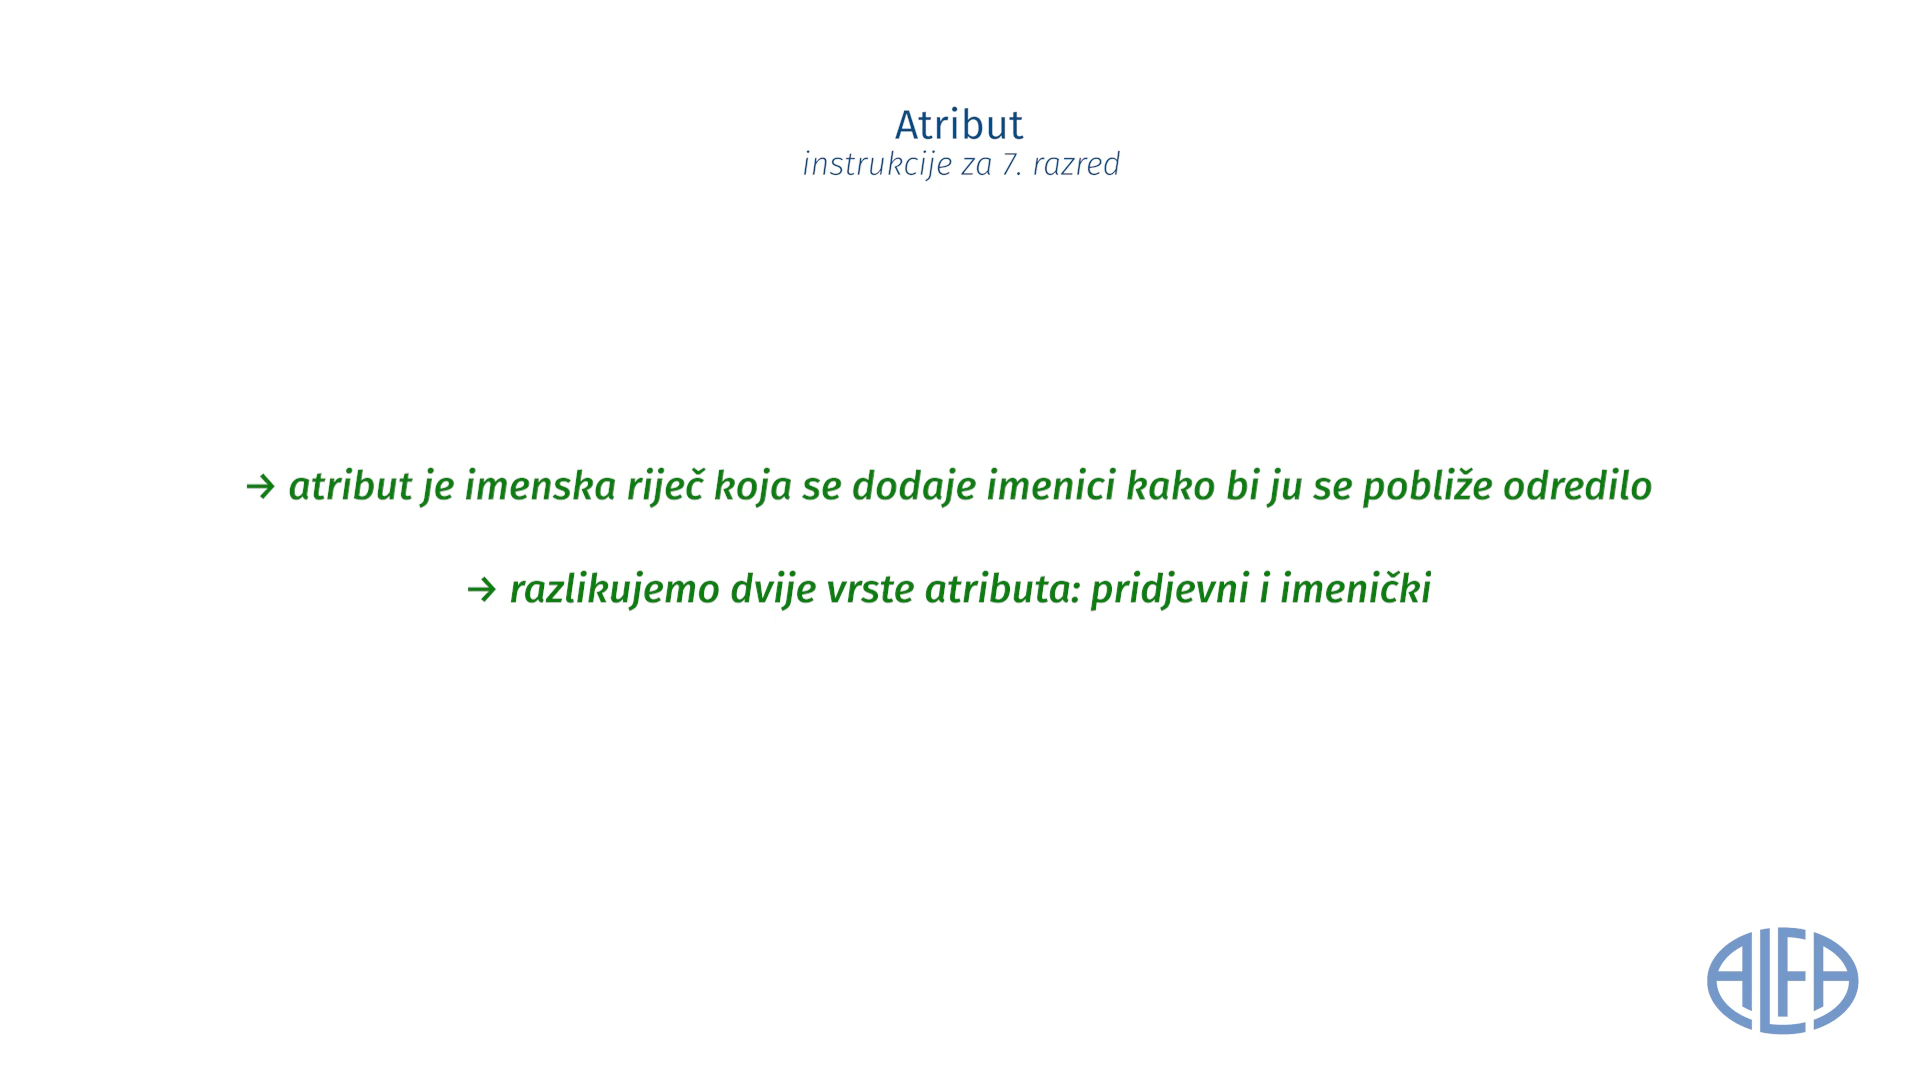 Atribut
instrukcije za 7. razred
→ atribut je imenska riječ koja se dodaje imenici kako bi ju se pobliže odredilo
→ razlikujemo dvije vrste atributa: pridjevni i imenički
ALFA